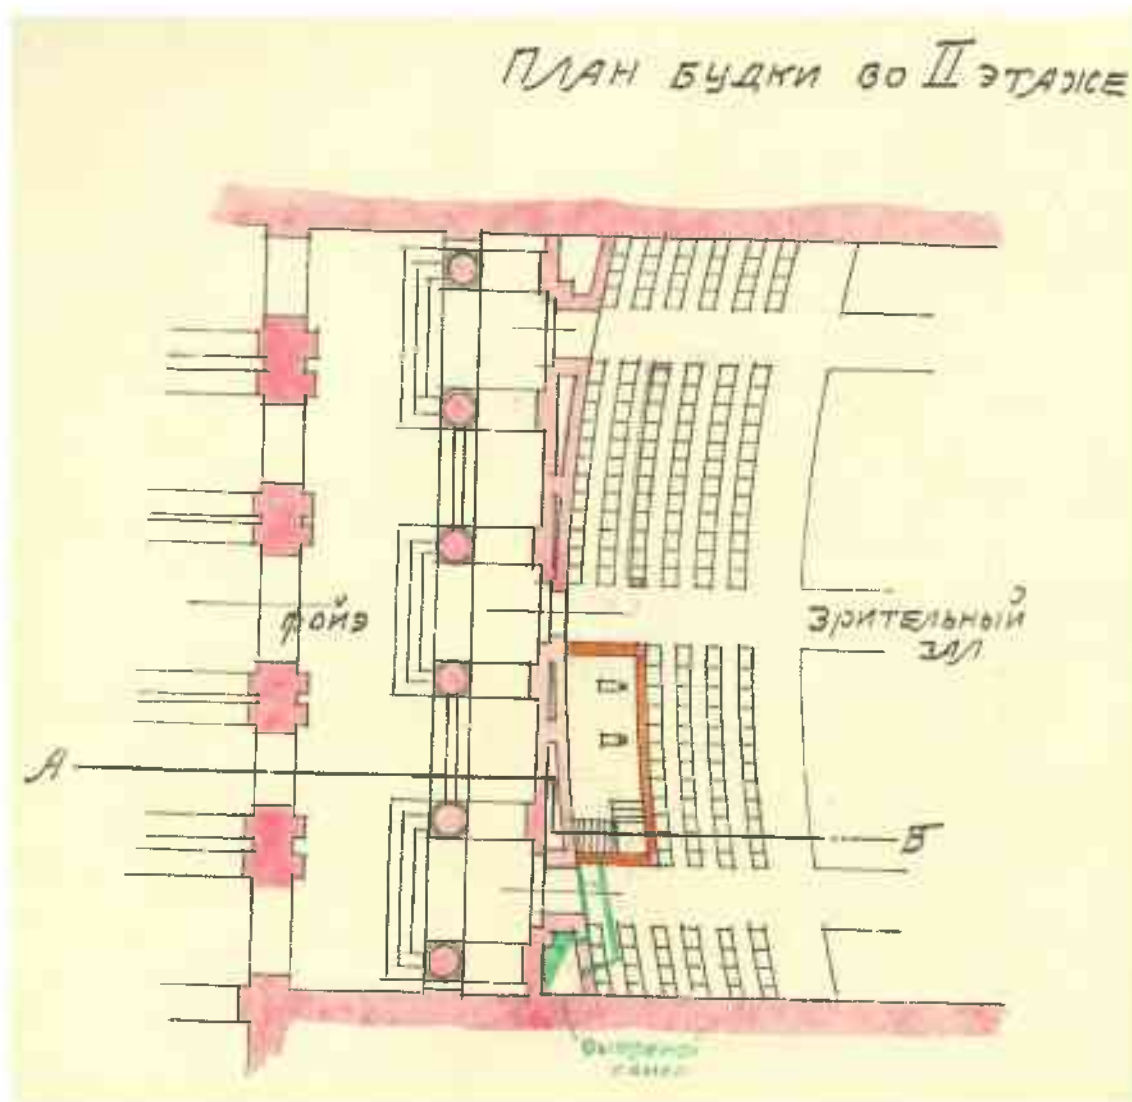 План будки во II этаже
фойэ
Зрительный
зал
А
Б